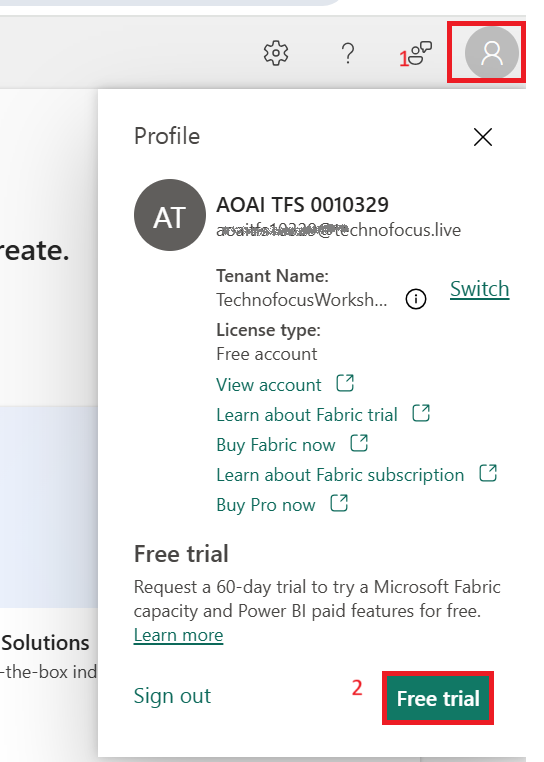 1
Profile
AT
AOAI TFS 0010329
@technofocus.live
reate.
Tenant Name:
TechnofocusWorksh...
Switch
License type:
Free account
View account
Learn about Fabric trial
Buy Fabric now
Learn about Fabric subscription
Buy Pro now
Free trial
Request a 60-day trial to try a Microsoft Fabric
capacity and Power BI paid features for free.
Learn more
Solutions
-the-box ind
Sign out
2
Free trial